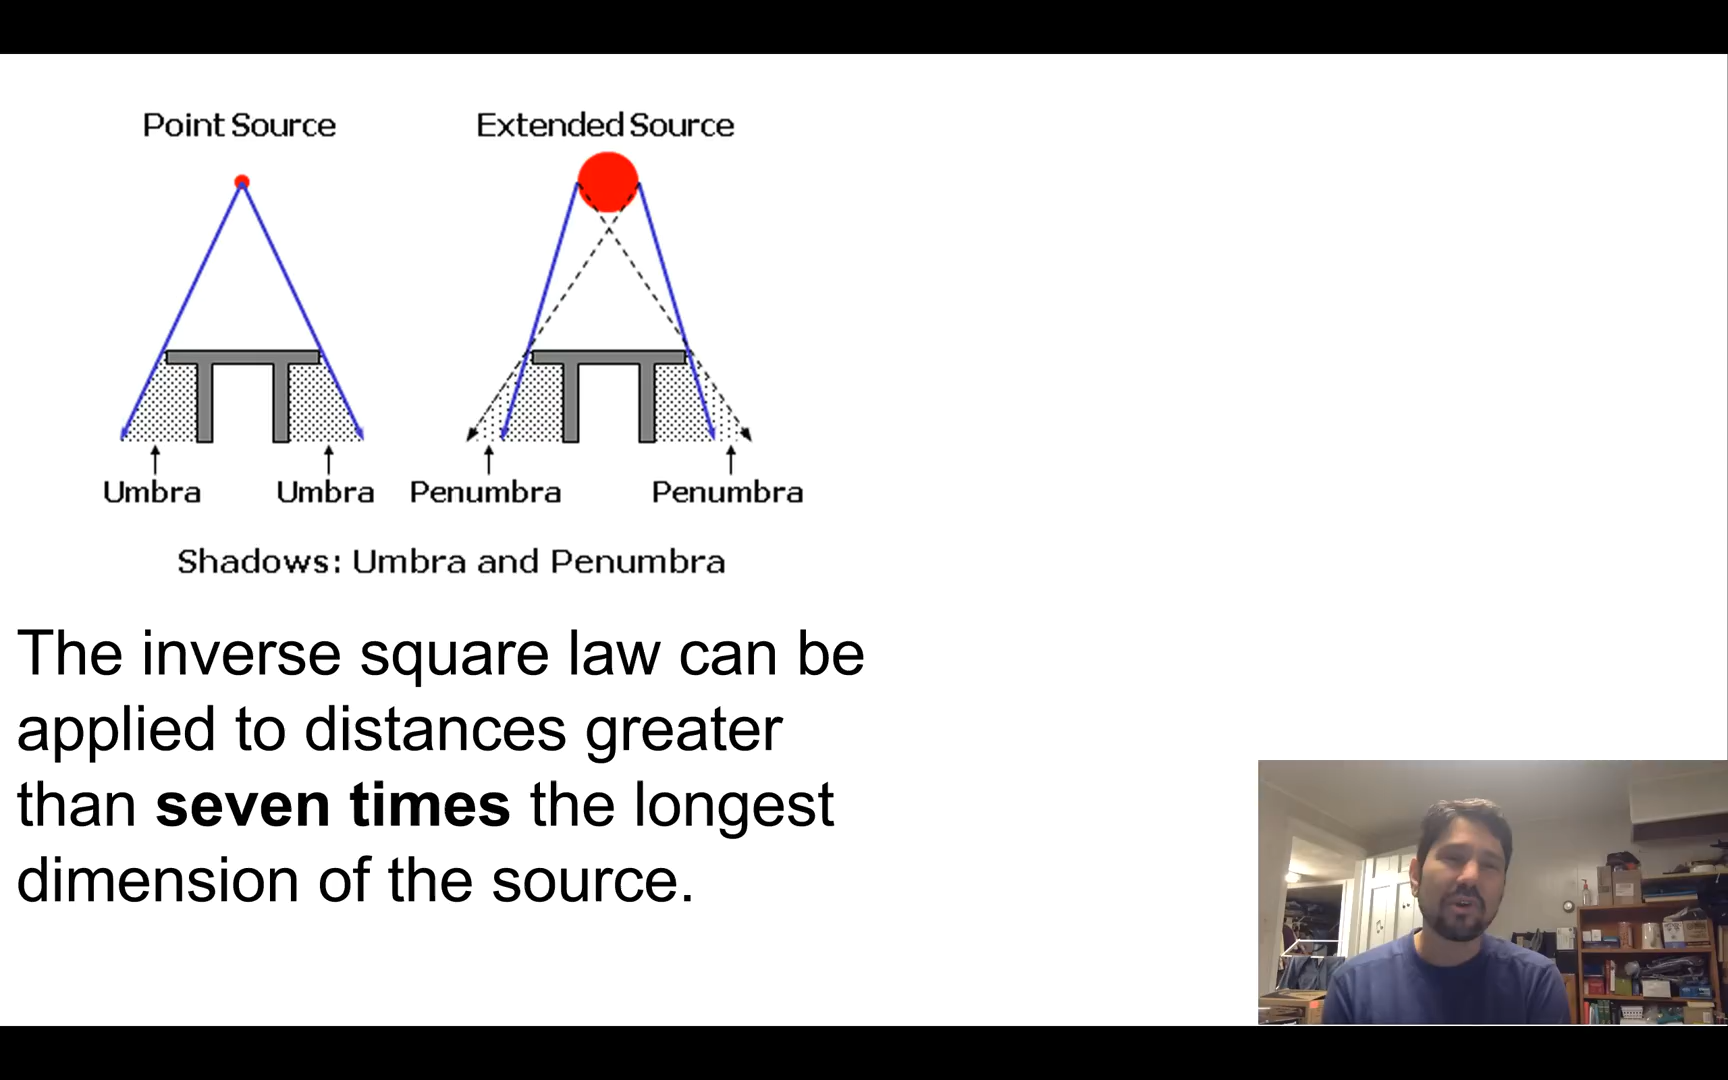 Point Source
Extended Source
Umbra
Umbra
Penumbra
Penumbra
Shadows: Umbra and Penumbra
The inverse square law can be
applied to distances greater
than seven times the longest
dimension of the source.